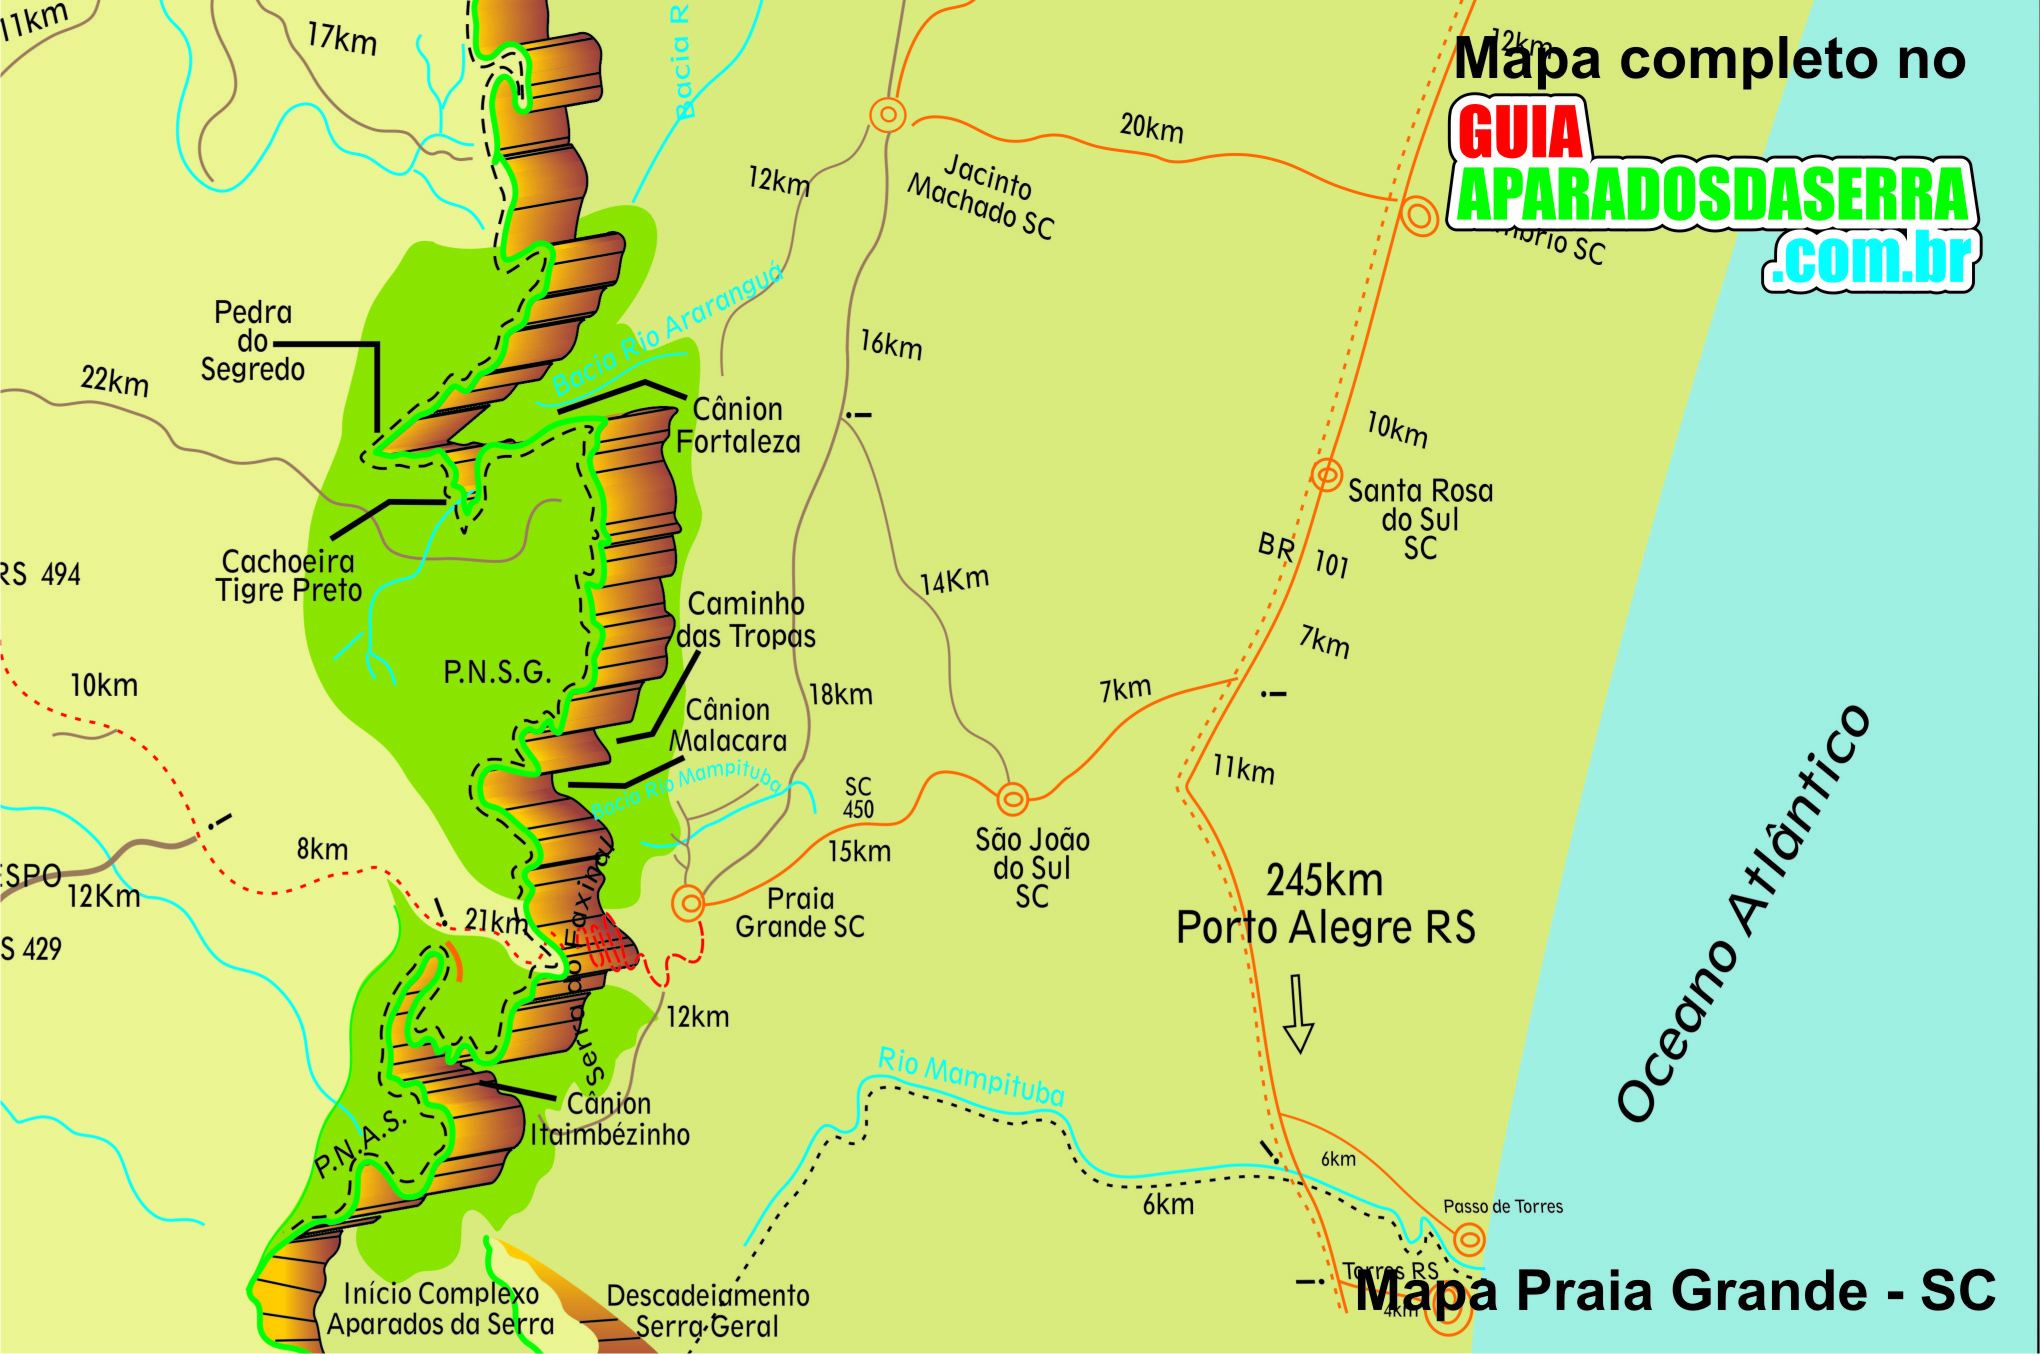 11km
17km
Bacia R
12km
Mapa completo no
GUIA
APARADOSDASERRA
.com.br
20km
Jacinto
Machado SC
12km
brio SC
Pedra
do
Segredo
Bacia Rio Araranguá
16km
22km
Cânion
Fortaleza
10km
Santa Rosa
do Sul
SC
BR 101
Cachoeira
Tigre Preto
RS 494
14Km
Caminho
das Tropas
7km
P.N.S.G.
10km
18km
7km
Cânion
Malacara
Bacio Rio Mampituba
11km
SC
450
15km
São João
do Sul
SC
8km
ESPO
12Km
21km
Praia
Grande SC
245km
Porto Alegre RS
Oceano Atlântico
S 429
Serra do Faxinal
12km
Rio Mampituba
Cânion
Itaimbézinho
P.N.A.S.
6km
6km
Passo de Torres
Torres RS
4km
Mapa Praia Grande - SC
Início Complexo
Aparados da Serra
Descadeiamento
Serra Geral